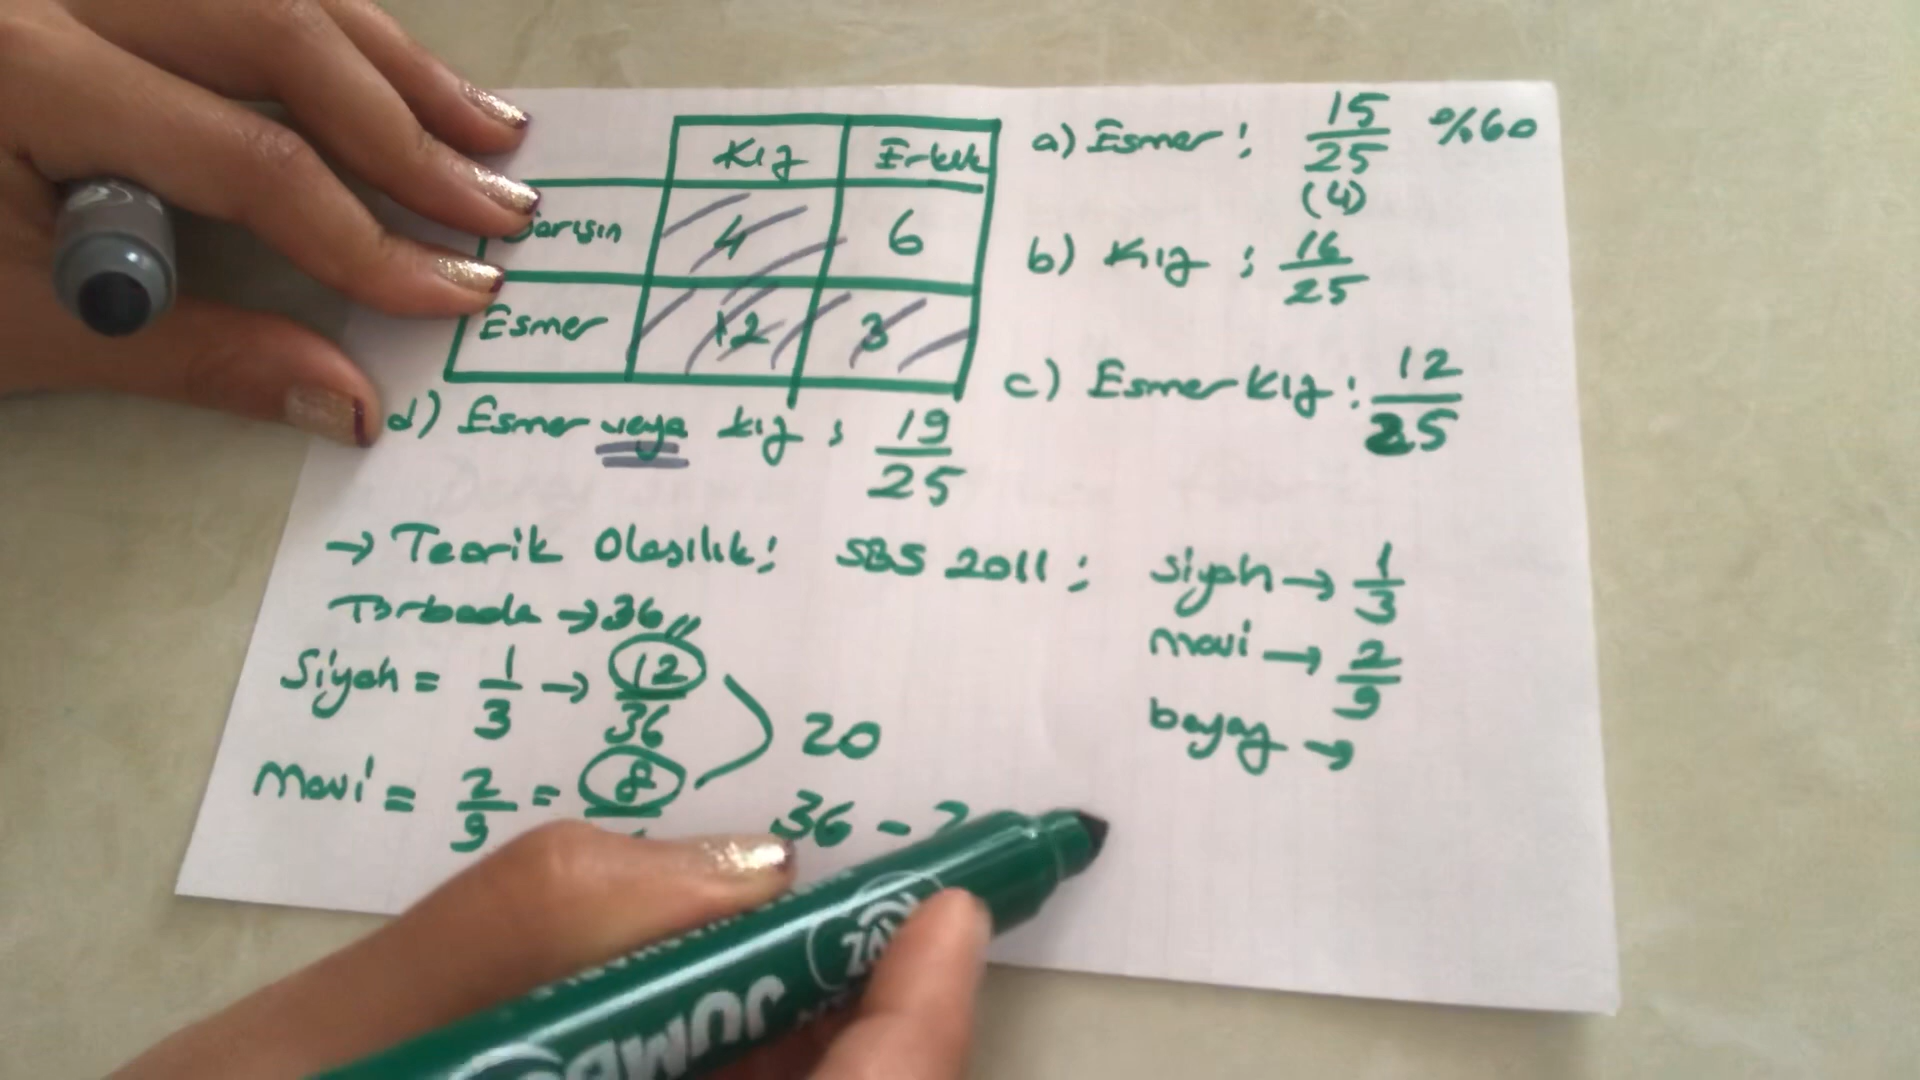 Kız Erkek
Sarışın 4 6
Esmer 12 3
a) Esmer : 15/25 %60
(4)
b) Kız : 16/25
c) Esmer Kız : 12/25
d) Esmer veya kız : 19/25
→ Teorik Olasılık: SBS 2011 :
Torbada → 36
Siyah = 1/3 → 12/36
Mavi = 2/9 = 8
20
36 -
Siyah → 1/3
mavi → 2/9
beyaz →
JUMBO